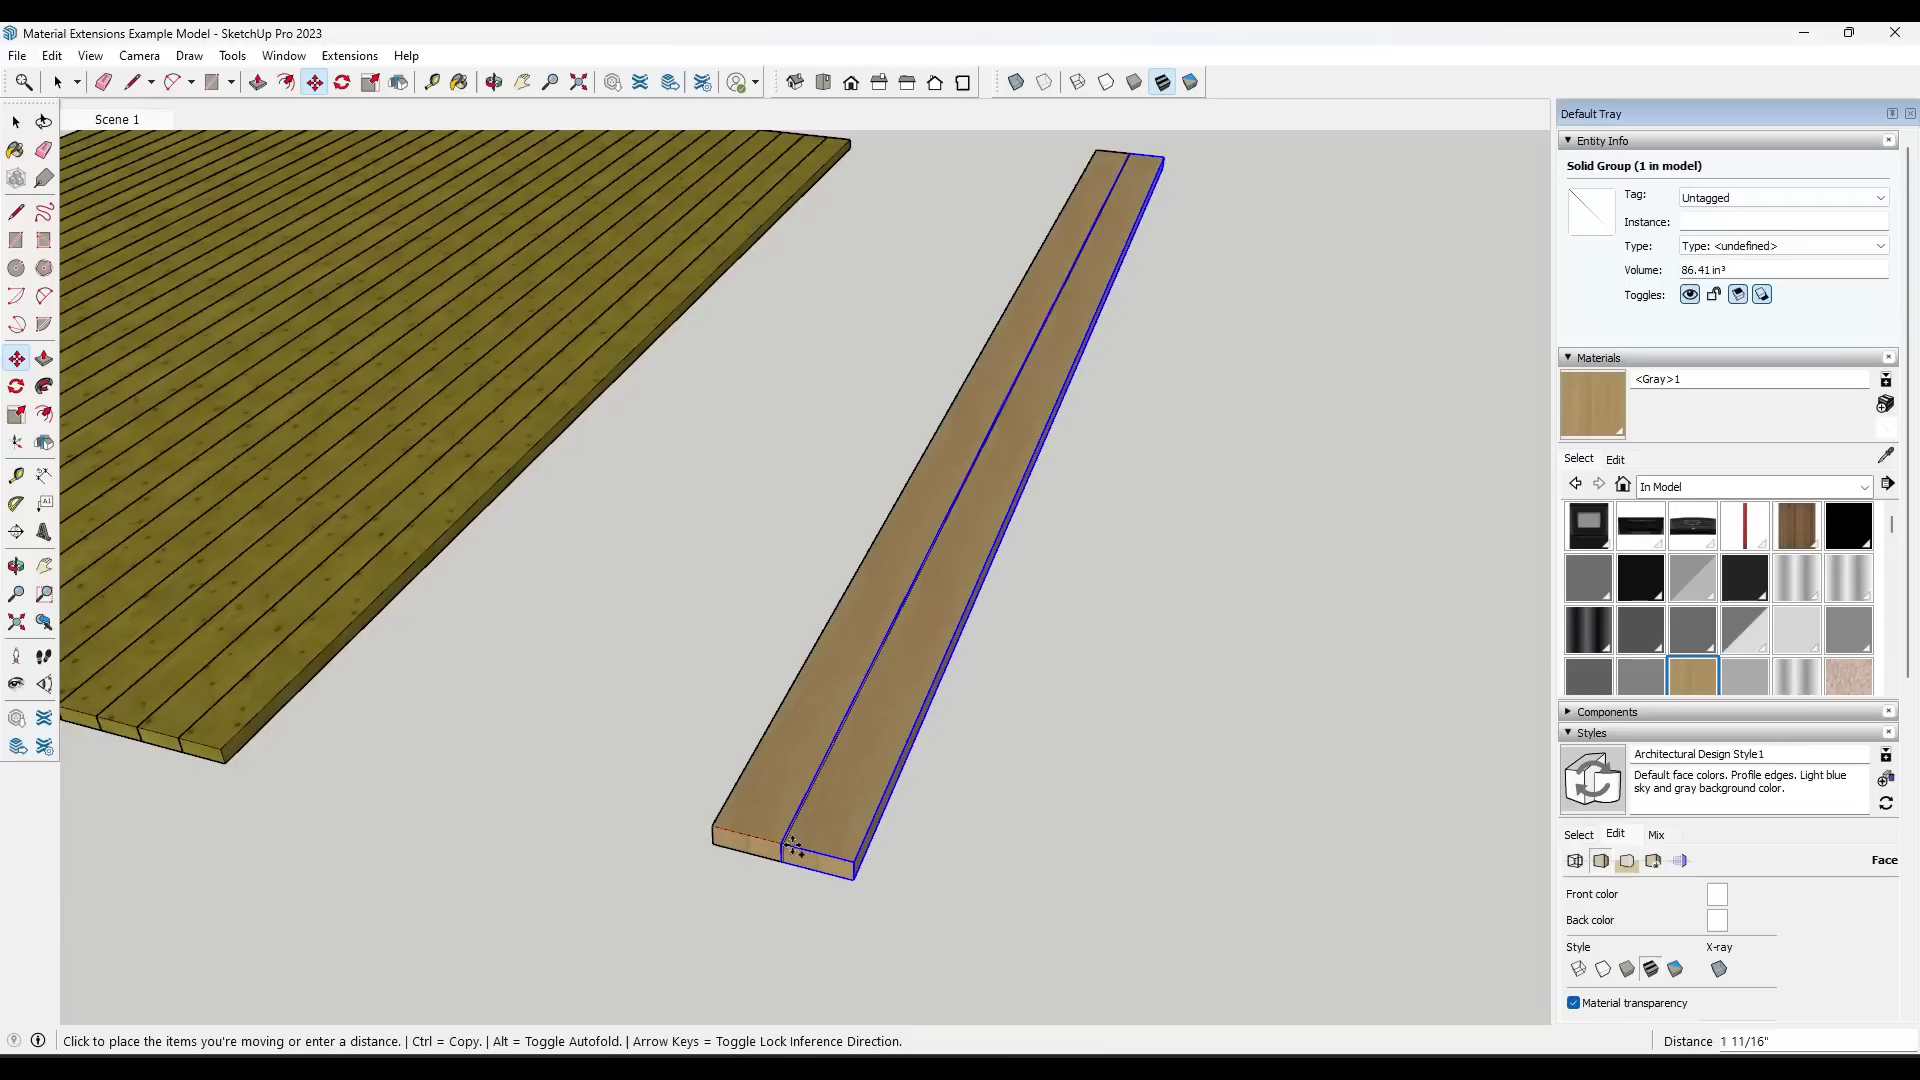 Material Extensions Example Model - SketchUp Pro 2023
File Edit View Camera Draw Tools Window Extensions Help
Scene 1
Default Tray
Entity Info
Solid Group (1 in model)
Tag: Untagged
Instance:
Type: Type: <undefined>
Volume: 86.41 in³
Toggles:
Materials
<Gray>1
Select Edit
In Model
Components
Styles
Architectural Design Style1
Default face colors. Profile edges. Light blue
sky and gray background color.
Select Edit Mix
Face
Front color
Back color
Style X-ray
Material transparency
Click to place the items you're moving or enter a distance. | Ctrl = Copy. | Alt = Toggle Autofold. | Arrow Keys = Toggle Lock Inference Direction.
Distance 1 11/16"